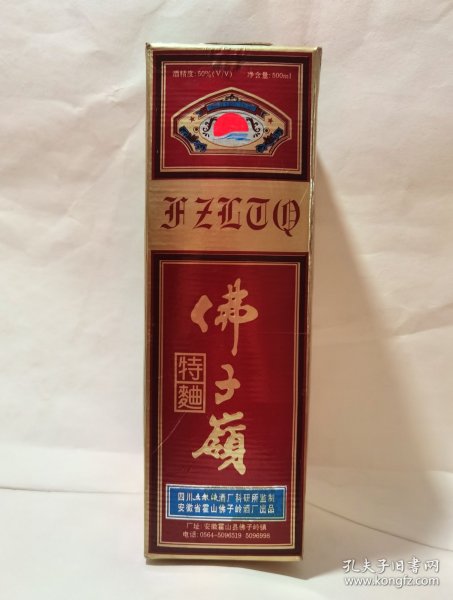 酒精度:50%(V/V) 净含量:500ml
FZLTQ
佛子嶺
特麯
四川五粮液酒厂科研所监制
安徽省霍山佛子岭酒厂出品
厂址:安徽霍山县佛子岭镇
电话:0564-5096519 5096998
孔夫子旧书网
www.kongfz.com